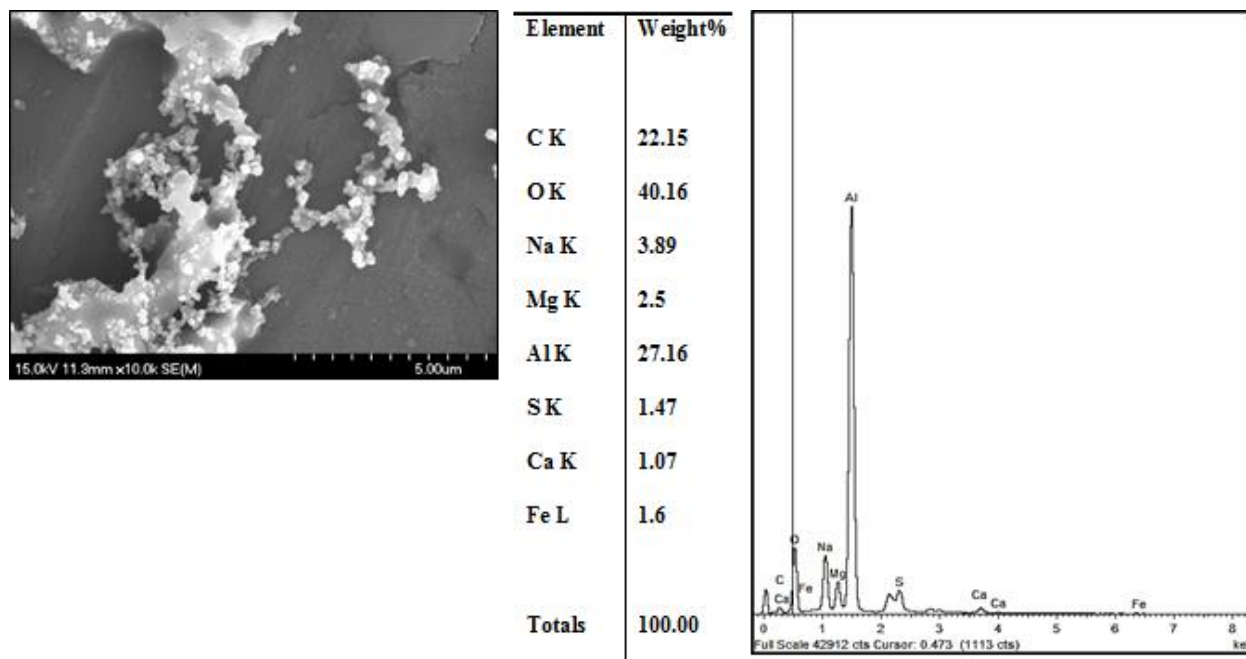 15.0kV 11.3mm x10.0k SE(M) 5.00um
Element Weight%
C K 22.15
O K 40.16
Na K 3.89
Mg K 2.5
Al K 27.16
S K 1.47
Ca K 1.07
Fe L 1.6
Totals 100.00
Al
O
Na
C
Fe
Mg
S
Ca
Ca
Ca
Fe
0 1 2 3 4 5 6 7 8
Full Scale 42912 cts Cursor: 0.473 (1113 cts) ke